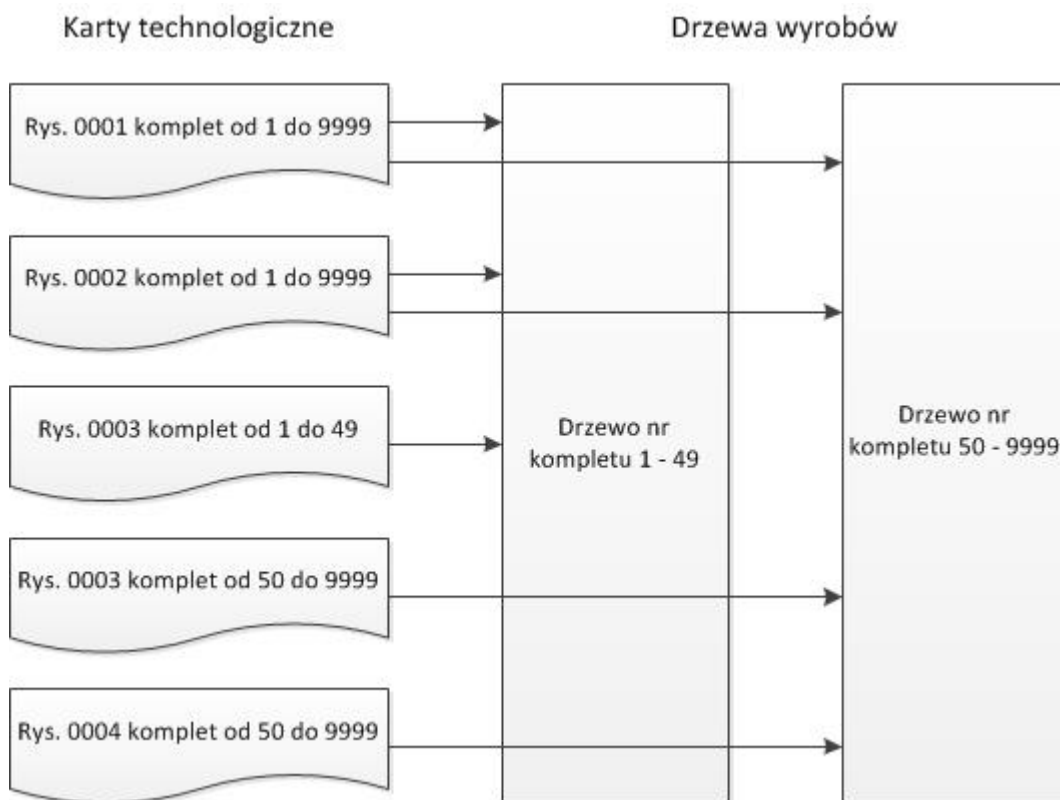 Karty technologiczne
Drzewa wyrobów
Rys. 0001 komplet od 1 do 9999
Rys. 0002 komplet od 1 do 9999
Rys. 0003 komplet od 1 do 49
Rys. 0003 komplet od 50 do 9999
Rys. 0004 komplet od 50 do 9999
Drzewo nr
kompletu 1 - 49
Drzewo nr
kompletu 50 - 9999